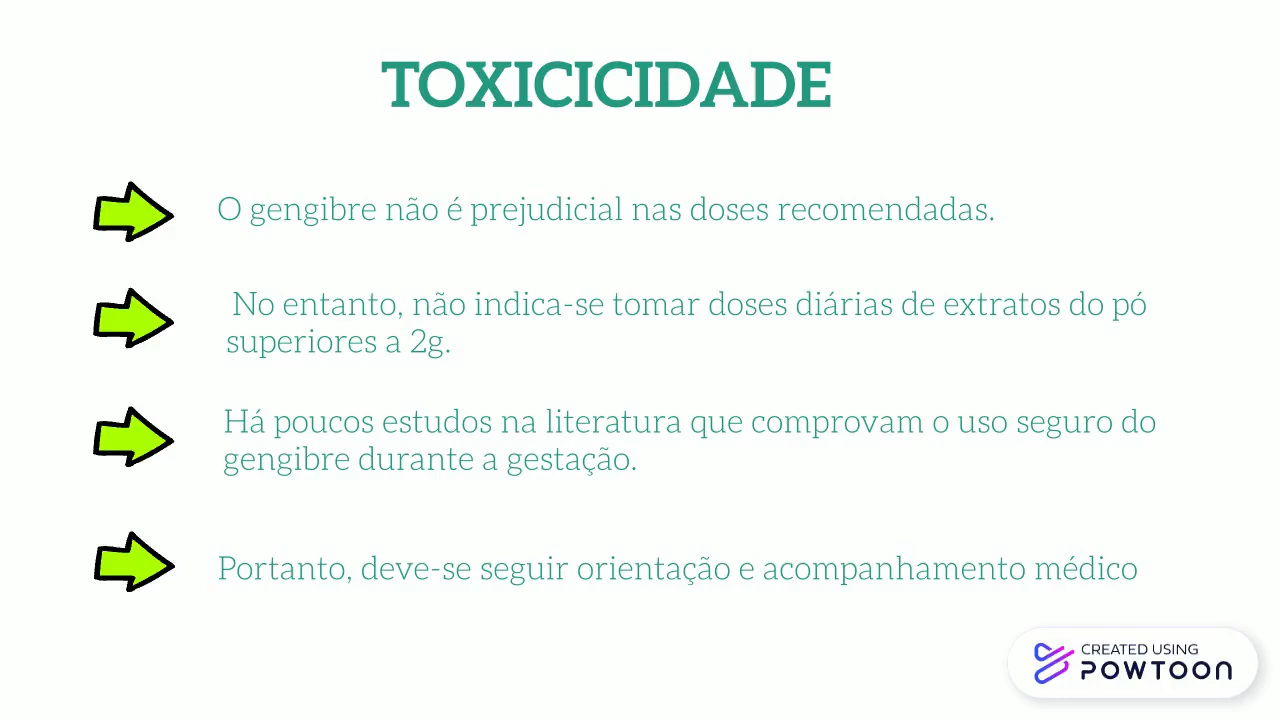 TOXICICIDADE
O gengibre não é prejudicial nas doses recomendadas.
No entanto, não indica-se tomar doses diárias de extratos do pó
superiores a 2g.
Há poucos estudos na literatura que comprovam o uso seguro do
gengibre durante a gestação.
Portanto, deve-se seguir orientação e acompanhamento médico
CREATED USING
POWTOON